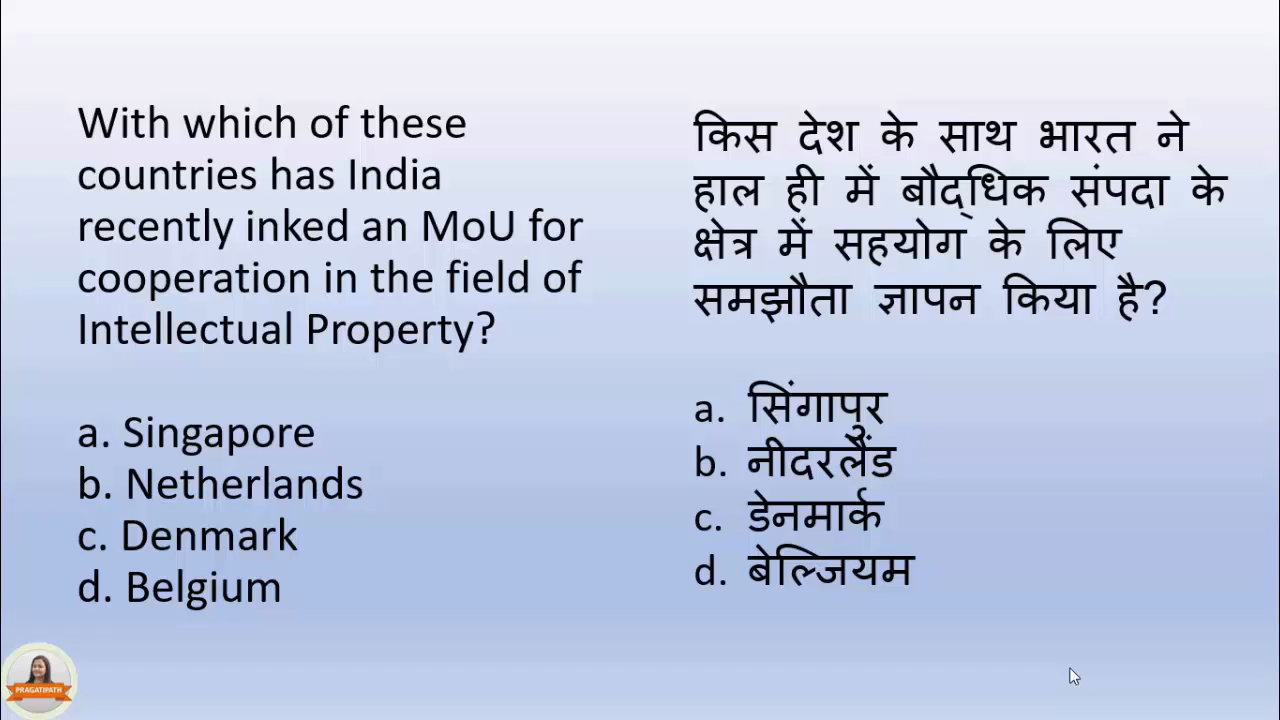 With which of these
countries has India
recently inked an MoU for
cooperation in the field of
Intellectual Property?
a. Singapore
b. Netherlands
c. Denmark
d. Belgium
किस देश के साथ भारत ने
हाल ही में बौद्धिक संपदा के
क्षेत्र में सहयोग के लिए
समझौता ज्ञापन किया है?
a. सिंगापुर
b. नीदरलैंड
c. डेनमार्क
d. बेल्जियम
PRAGATIPATH